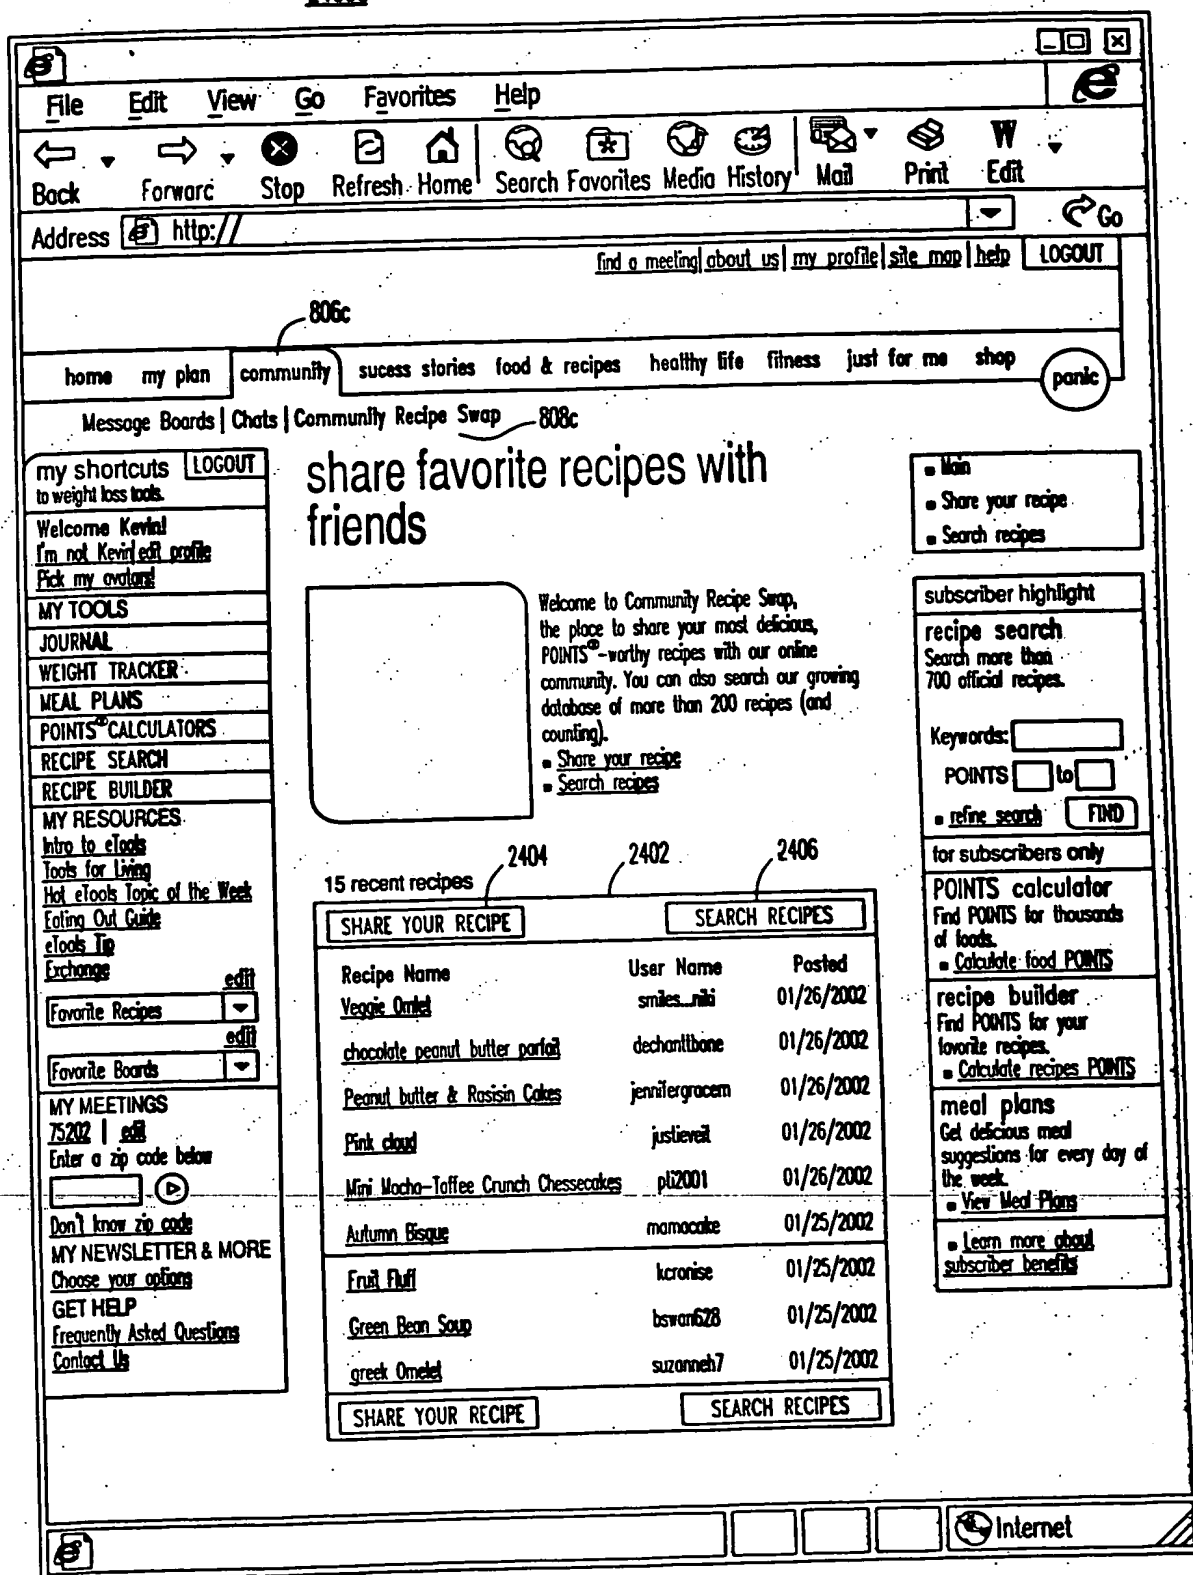 File Edit View Go Favorites Help
Back Forwarc Stop Refresh Home Search Favorites Media History Mail Print Edit
Address http:// Go
find a meeting| about us| my profile| site map | help LOGOUT
806c
home my plan community sucess stories food & recipes healthy life fitness just for me shop panic
Message Boards | Chats | Community Recipe Swap 808c
my shortcuts LOGOUT
to weight loss tools.
Welcome Kevin!
I'm not Kevin| edit profile
Pick my avatars!
MY TOOLS
JOURNAL
WEIGHT TRACKER
MEAL PLANS
POINTS® CALCULATORS
RECIPE SEARCH
RECIPE BUILDER
MY RESOURCES
Intro to eTools
Tools for Living
Hot eTools Topic of the Week
Eating Out Guide
eTools Tip
Exchange
edit
Favorite Recipes
edit
Favorite Boards
MY MEETINGS
75202 | edit
Enter a zip code below
Don't know zip code
MY NEWSLETTER & MORE
Choose your options
GET HELP
Frequently Asked Questions
Contact Us
share favorite recipes with
friends
Welcome to Community Recipe Swap,
the place to share your most delicious,
POINTS®-worthy recipes with our online
community. You can also search our growing
database of more than 200 recipes (and
counting).
Share your recipe
Search recipes
2404 2402 2406
15 recent recipes
SHARE YOUR RECIPE SEARCH RECIPES
Recipe Name User Name Posted
Veggie Omlet smiles_niki 01/26/2002
chocolate peanut butter parfait dechanttbone 01/26/2002
Peanut butter & Rasisin Cakes jennifergracem 01/26/2002
Pink cloud justieveil 01/26/2002
Mini Mocha-Toffee Crunch Chessecakes pti2001 01/26/2002
Autumn Bisque mamacake 01/25/2002
Fruit Fluff kcronise 01/25/2002
Green Bean Soup bswan628 01/25/2002
greek Omelet suzanneh7 01/25/2002
SHARE YOUR RECIPE SEARCH RECIPES
Main
Share your recipe
Search recipes
subscriber highlight
recipe search
Search more than
700 official recipes.
Keywords:
POINTS to
refine search FIND
for subscribers only
POINTS calculator
Find POINTS for thousands
of foods.
Calculate food POINTS
recipe builder
Find POINTS for your
favorite recipes.
Calculate recipes POINTS
meal plans
Get delicious meal
suggestions for every day of
the week.
View Meal Plans
Learn more about
subscriber benefits
Internet